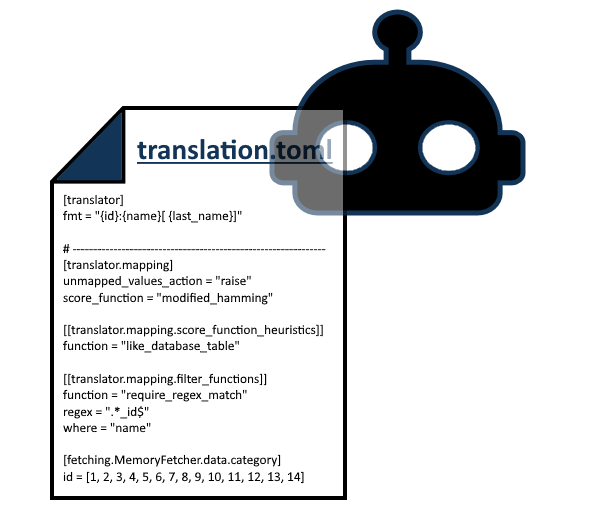 translation.toml
[translator]
fmt = "{id}:{name}[ {last_name}]"
# --------------------------------------------------------------
[translator.mapping]
unmapped_values_action = "raise"
score_function = "modified_hamming"
[[translator.mapping.score_function_heuristics]]
function = "like_database_table"
[[translator.mapping.filter_functions]]
function = "require_regex_match"
regex = ".*_id$"
where = "name"
[fetching.MemoryFetcher.data.category]
id = [1, 2, 3, 4, 5, 6, 7, 8, 9, 10, 11, 12, 13, 14]